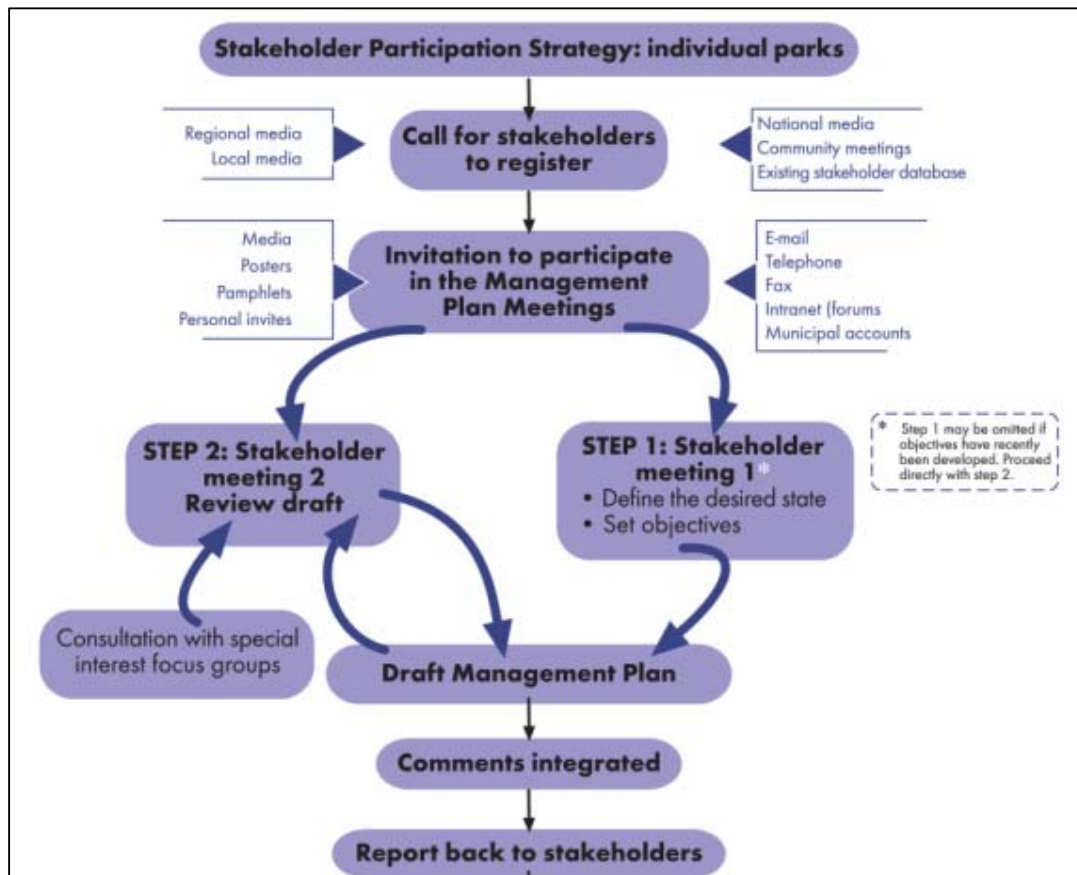 Stakeholder Participation Strategy: individual parks
Regional media
Local media
Call for stakeholders
to register
National media
Community meetings
Existing stakeholder database
Media
Posters
Pamphlets
Personal invites
Invitation to participate
in the Management
Plan Meetings
E-mail
Telephone
Fax
Intranet (forums
Municipal accounts
STEP 2: Stakeholder
meeting 2
Review draft
STEP 1: Stakeholder
meeting 1*
• Define the desired state
• Set objectives
* Step 1 may be omitted if
objectives have recently
been developed. Proceed
directly with step 2.
Consultation with special
interest focus groups
Draft Management Plan
Comments integrated
Report back to stakeholders